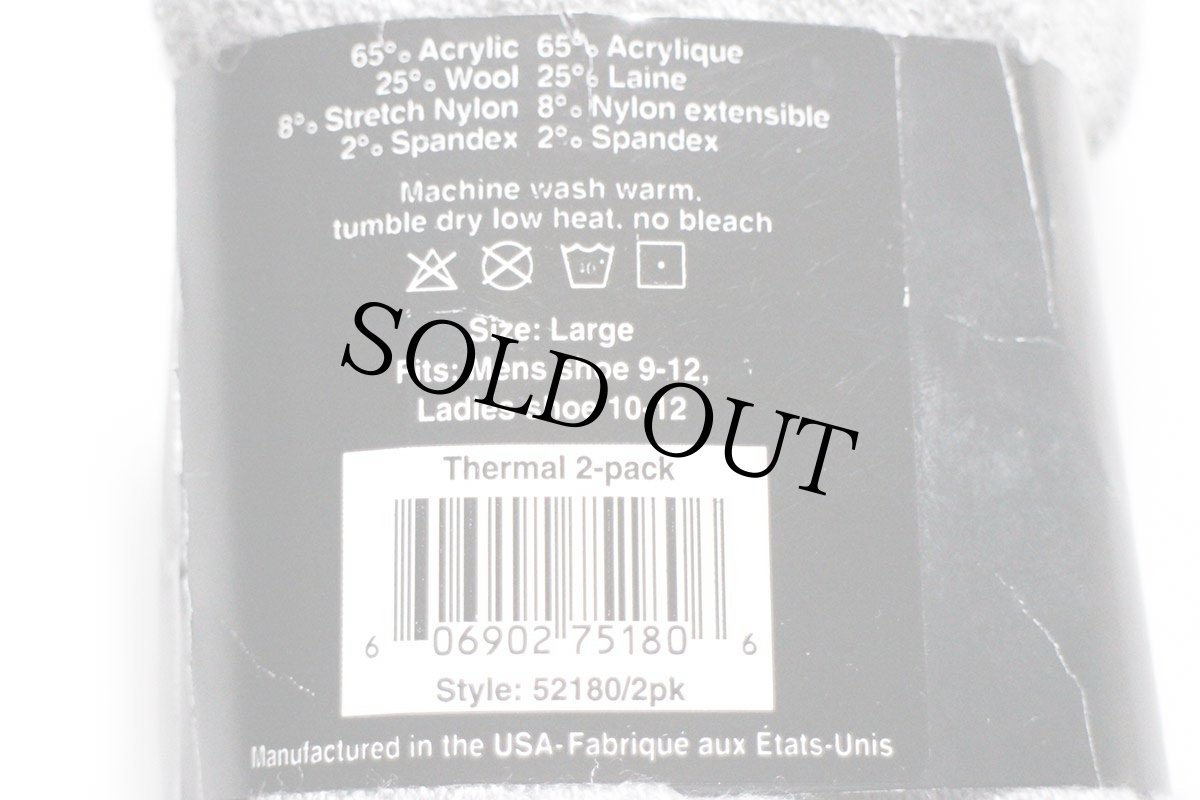 65% Acrylic 65% Acrylique
25% Wool 25% Laine
8% Stretch Nylon 8% Nylon extensible
2% Spandex 2% Spandex
Machine wash warm.
tumble dry low heat. no bleach
40°
Size: Large
Fits: Mens shoe 9-12,
Ladies shoe 10-12
SOLD OUT
Thermal 2-pack
6 06902 75180 6
Style: 52180/2pk
Manufactured in the USA-Fabriqué aux États-Unis